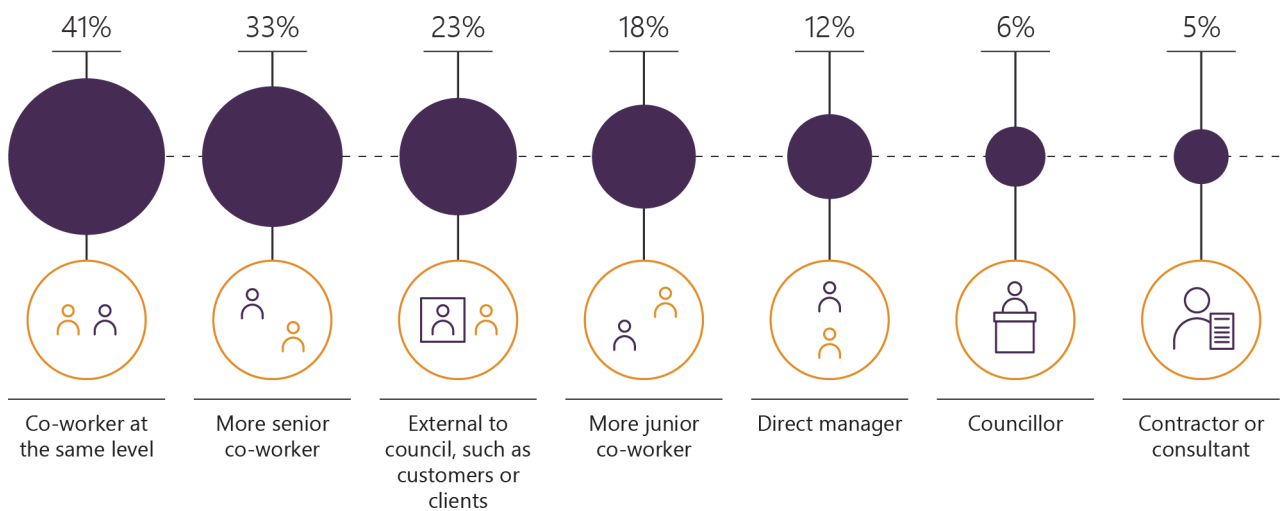 41%
33%
23%
18%
12%
6%
5%
Co-worker at
the same level
More senior
co-worker
External to
council, such as
customers or
clients
More junior
co-worker
Direct manager
Councillor
Contractor or
consultant